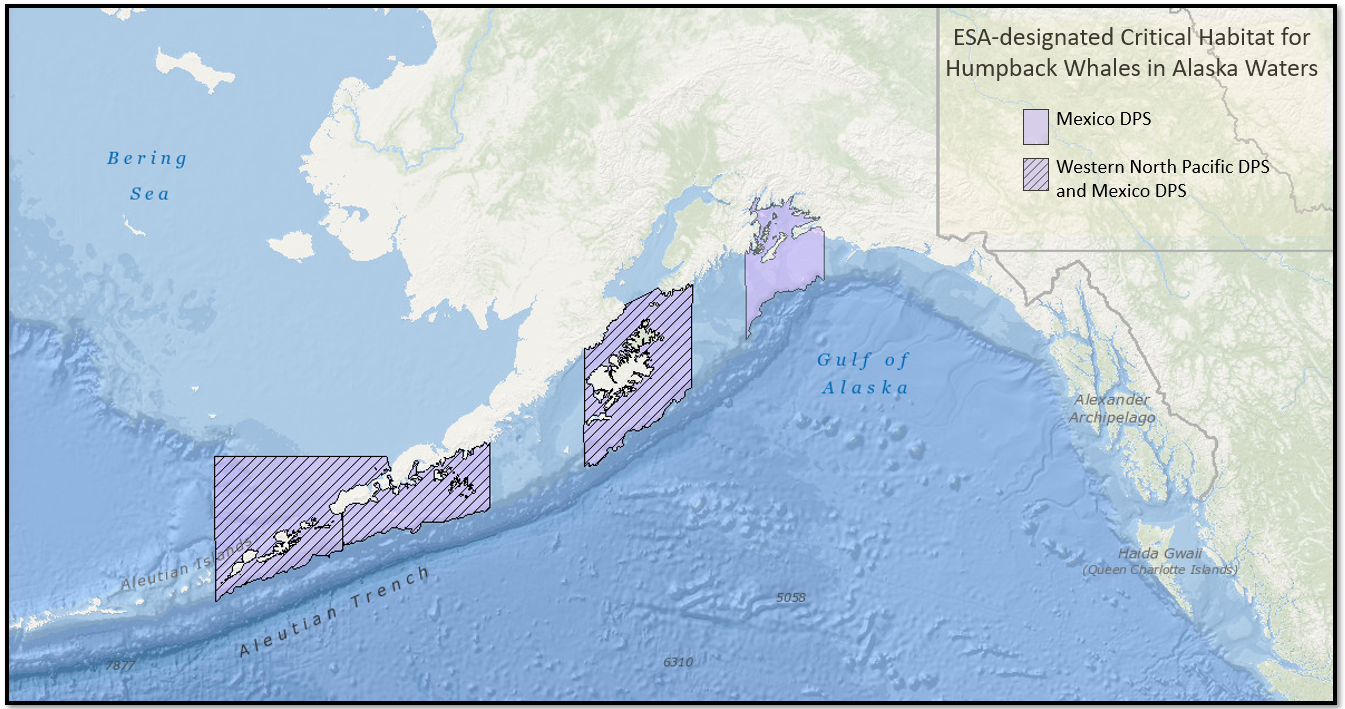 ESA-designated Critical Habitat for
Humpback Whales in Alaska Waters
Mexico DPS
Western North Pacific DPS
and Mexico DPS
Bering
Sea
Gulf of
Alaska
Alexander
Archipelago
Haida Gwaii
(Queen Charlotte Islands)
Aleutian Islands
Aleutian Trench
5058
6310
7877